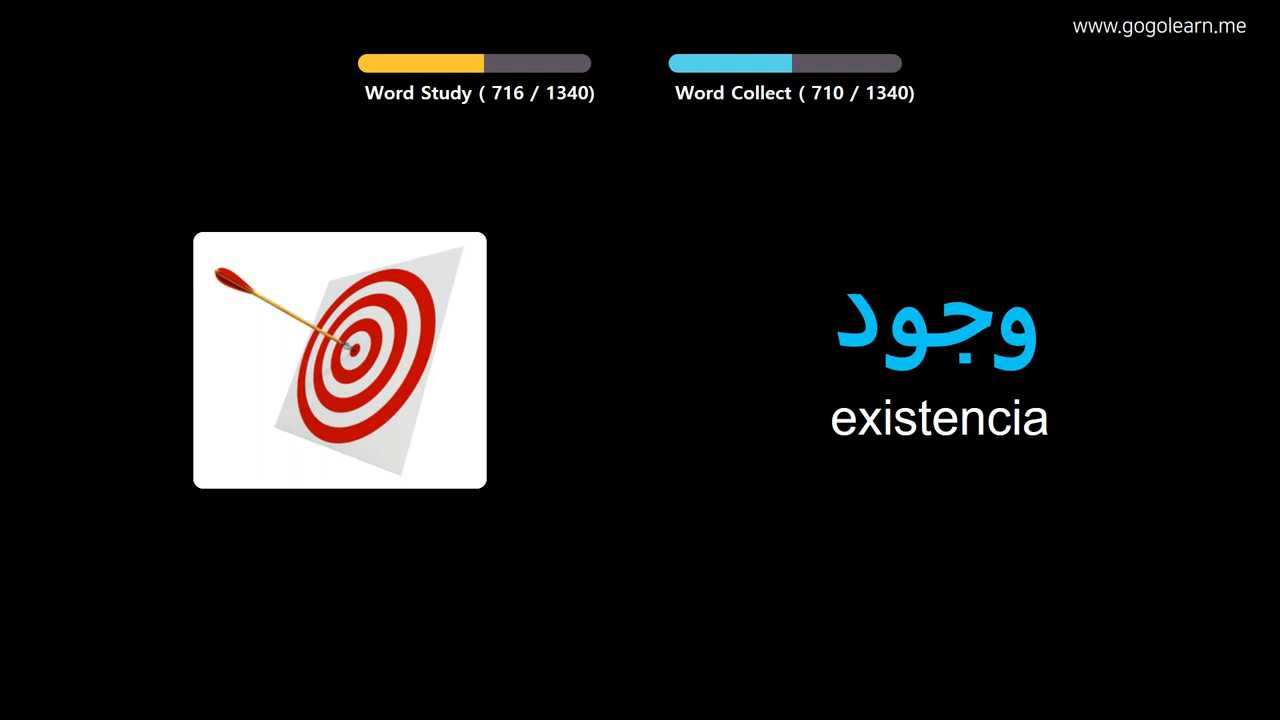 www.gogolearn.me
Word Study ( 716 / 1340)
Word Collect ( 710 / 1340)
وجود
existencia